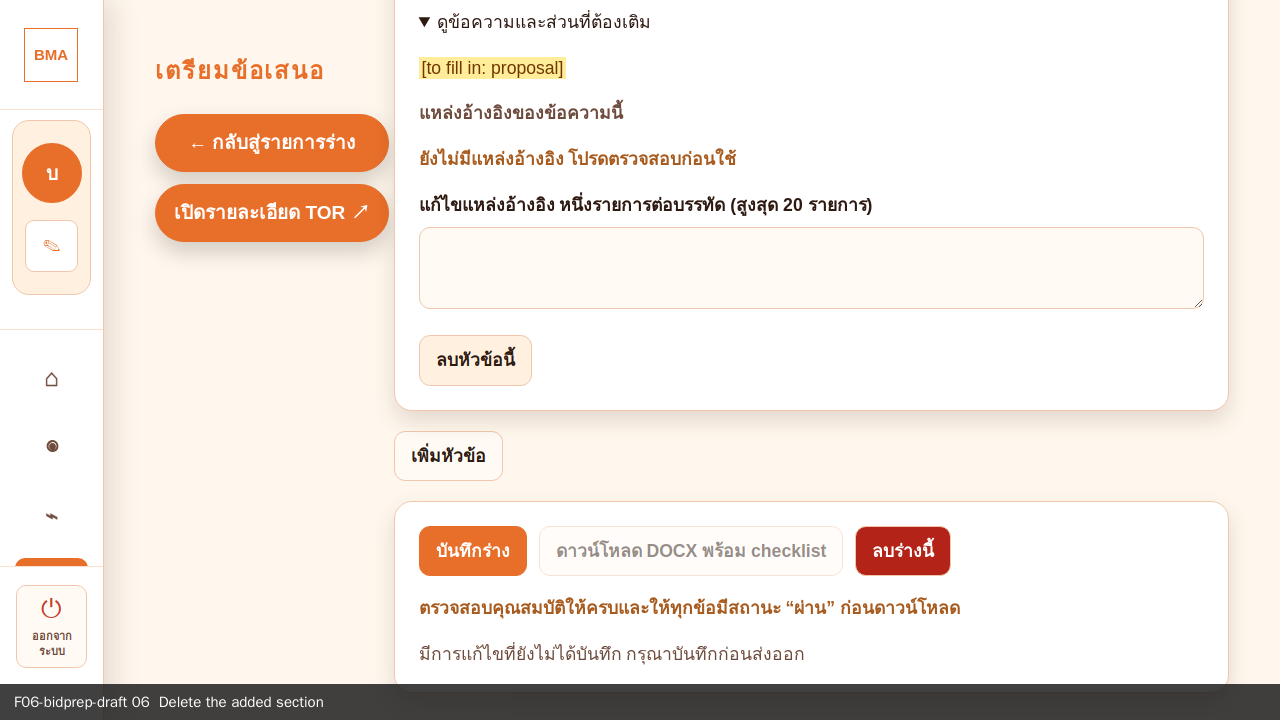 BMA
บ
ออกจาก
ระบบ
เตรียมข้อเสนอ
← กลับสู่รายการร่าง
เปิดรายละเอียด TOR ↗
▼ ดูข้อความและส่วนที่ต้องเติม
[to fill in: proposal]
แหล่งอ้างอิงของข้อความนี้
ยังไม่มีแหล่งอ้างอิง โปรดตรวจสอบก่อนใช้
แก้ไขแหล่งอ้างอิง หนึ่งรายการต่อบรรทัด (สูงสุด 20 รายการ)
ลบหัวข้อนี้
เพิ่มหัวข้อ
บันทึกร่าง
ดาวน์โหลด DOCX พร้อม checklist
ลบร่างนี้
ตรวจสอบคุณสมบัติให้ครบและให้ทุกข้อมีสถานะ “ผ่าน” ก่อนดาวน์โหลด
มีการแก้ไขที่ยังไม่ได้บันทึก กรุณาบันทึกก่อนส่งออก
F06-bidprep-draft 06  Delete the added section